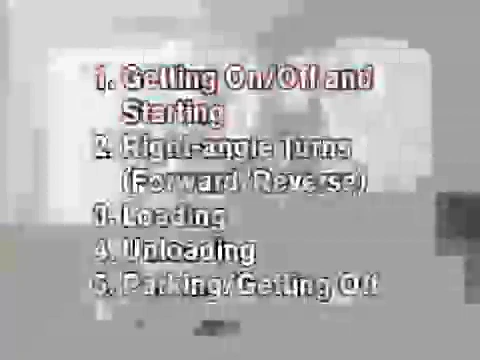 1. Getting On/Off and
Starting
2. Right-angle Turns
(Forward/Reverse)
3. Loading
4. Unloading
5. Parking/Getting Off